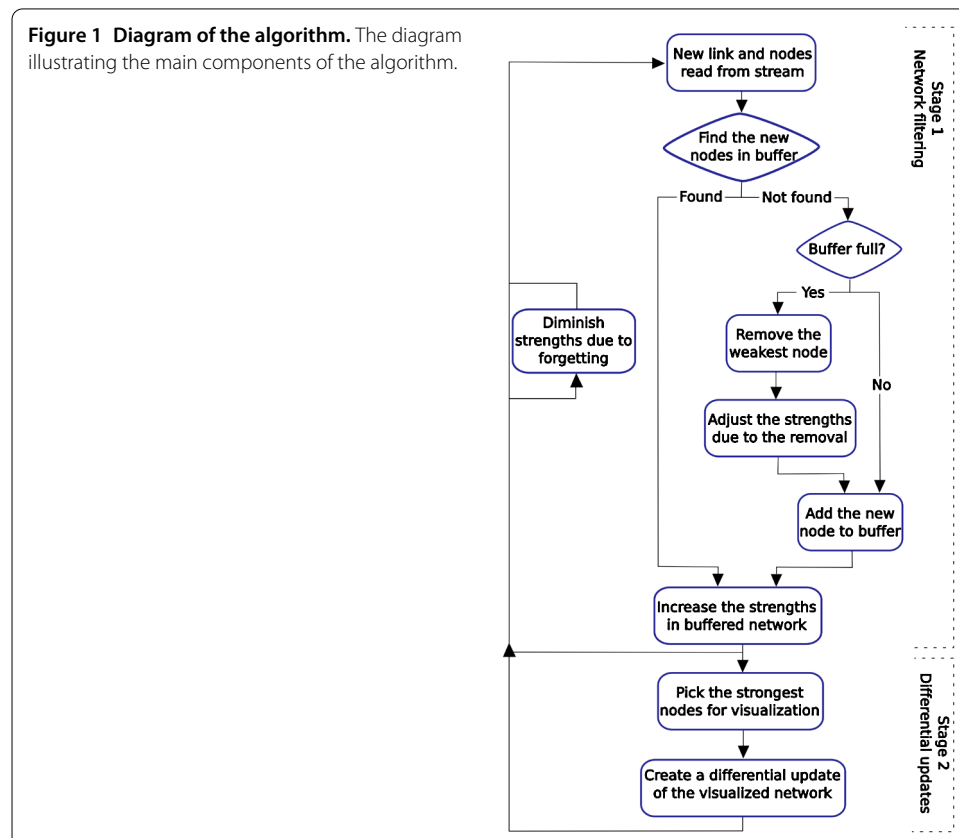 Figure 1 Diagram of the algorithm. The diagram
illustrating the main components of the algorithm.
New link and nodes
read from stream
Find the new
nodes in buffer
Found
Not found
Buffer full?
Yes
Remove the
weakest node
No
Adjust the strengths
due to the removal
Add the new
node to buffer
Diminish
strengths due to
forgetting
Increase the strengths
in buffered network
Pick the strongest
nodes for visualization
Create a differential update
of the visualized network
Stage 1
Network filtering
Stage 2
Differential updates